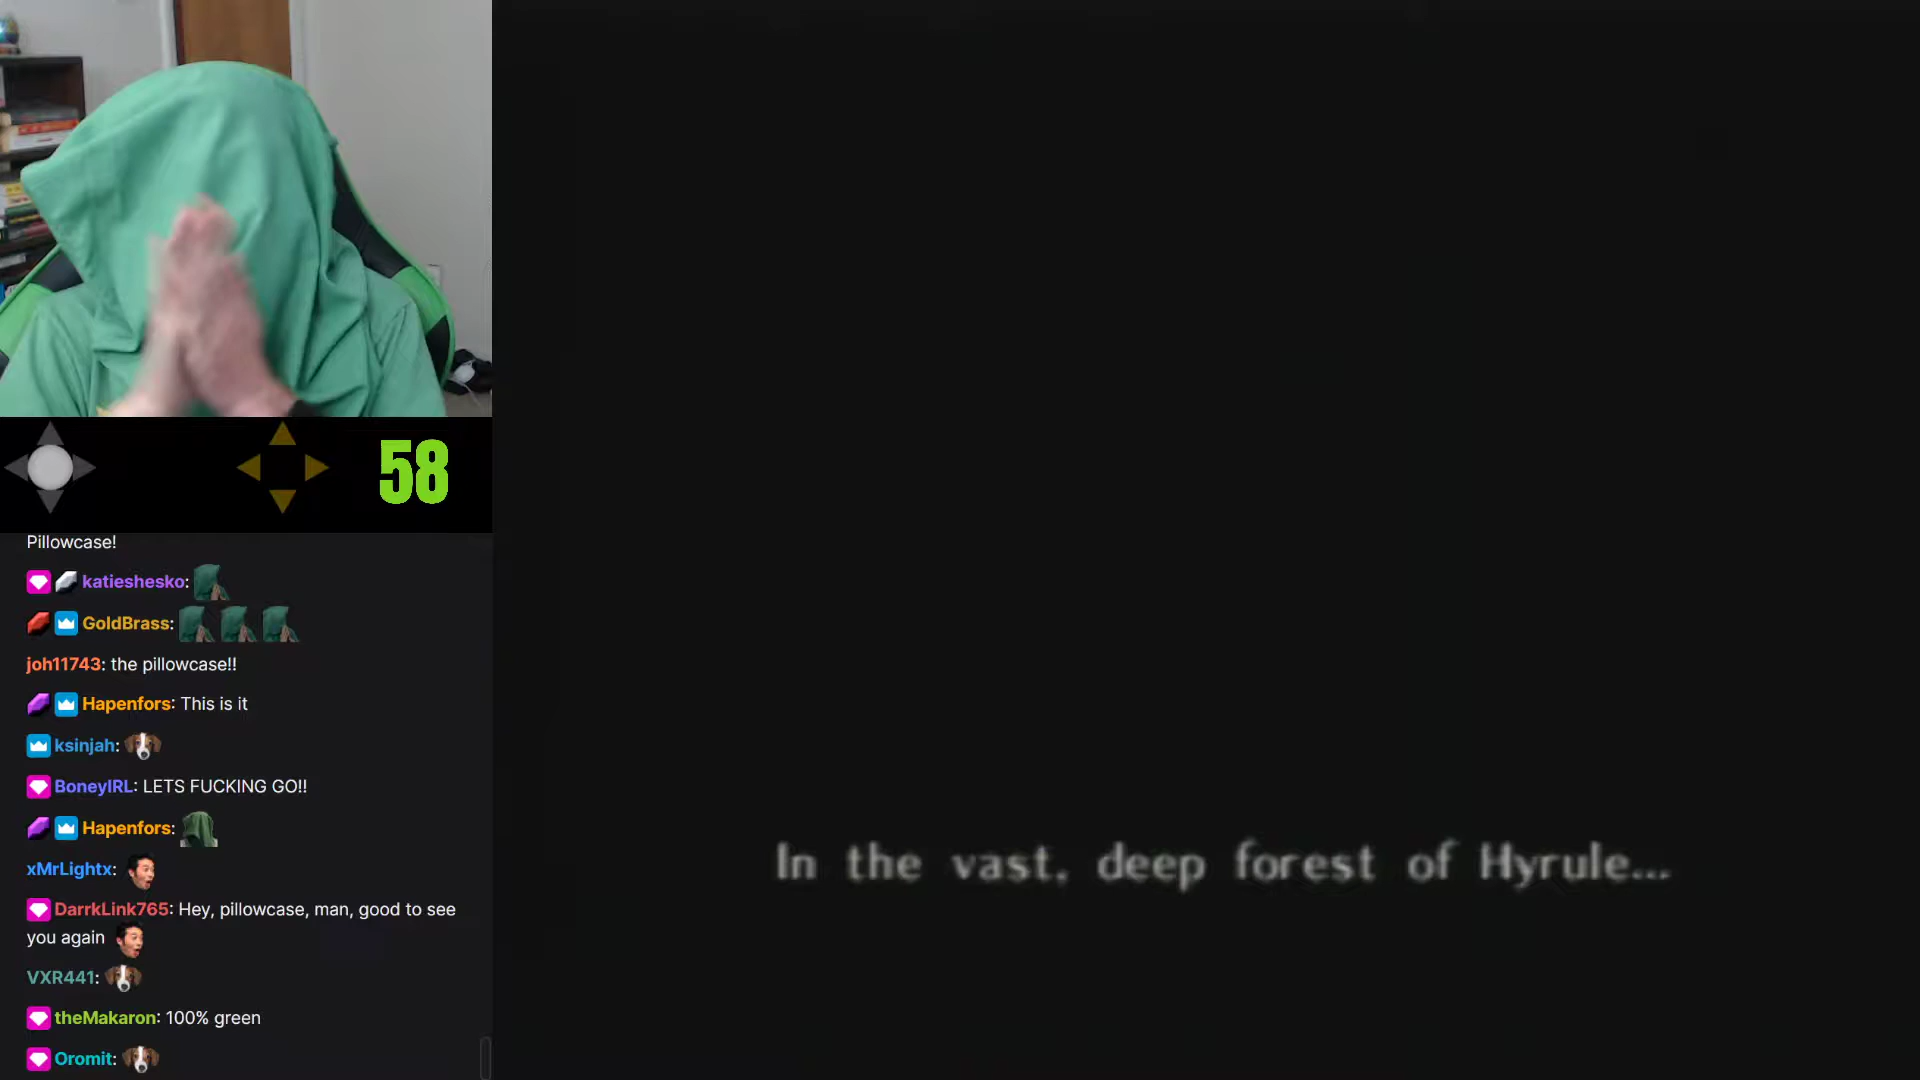 58
Pillowcase!
katieshesko:
GoldBrass:
joh11743: the pillowcase!!
Hapenfors: This is it
ksinjah:
BoneyIRL: LETS FUCKING GO!!
Hapenfors:
xMrLightx:
DarrkLink765: Hey, pillowcase, man, good to see
you again
VXR441:
theMakaron: 100% green
Oromit:
In the vast, deep forest of Hyrule...